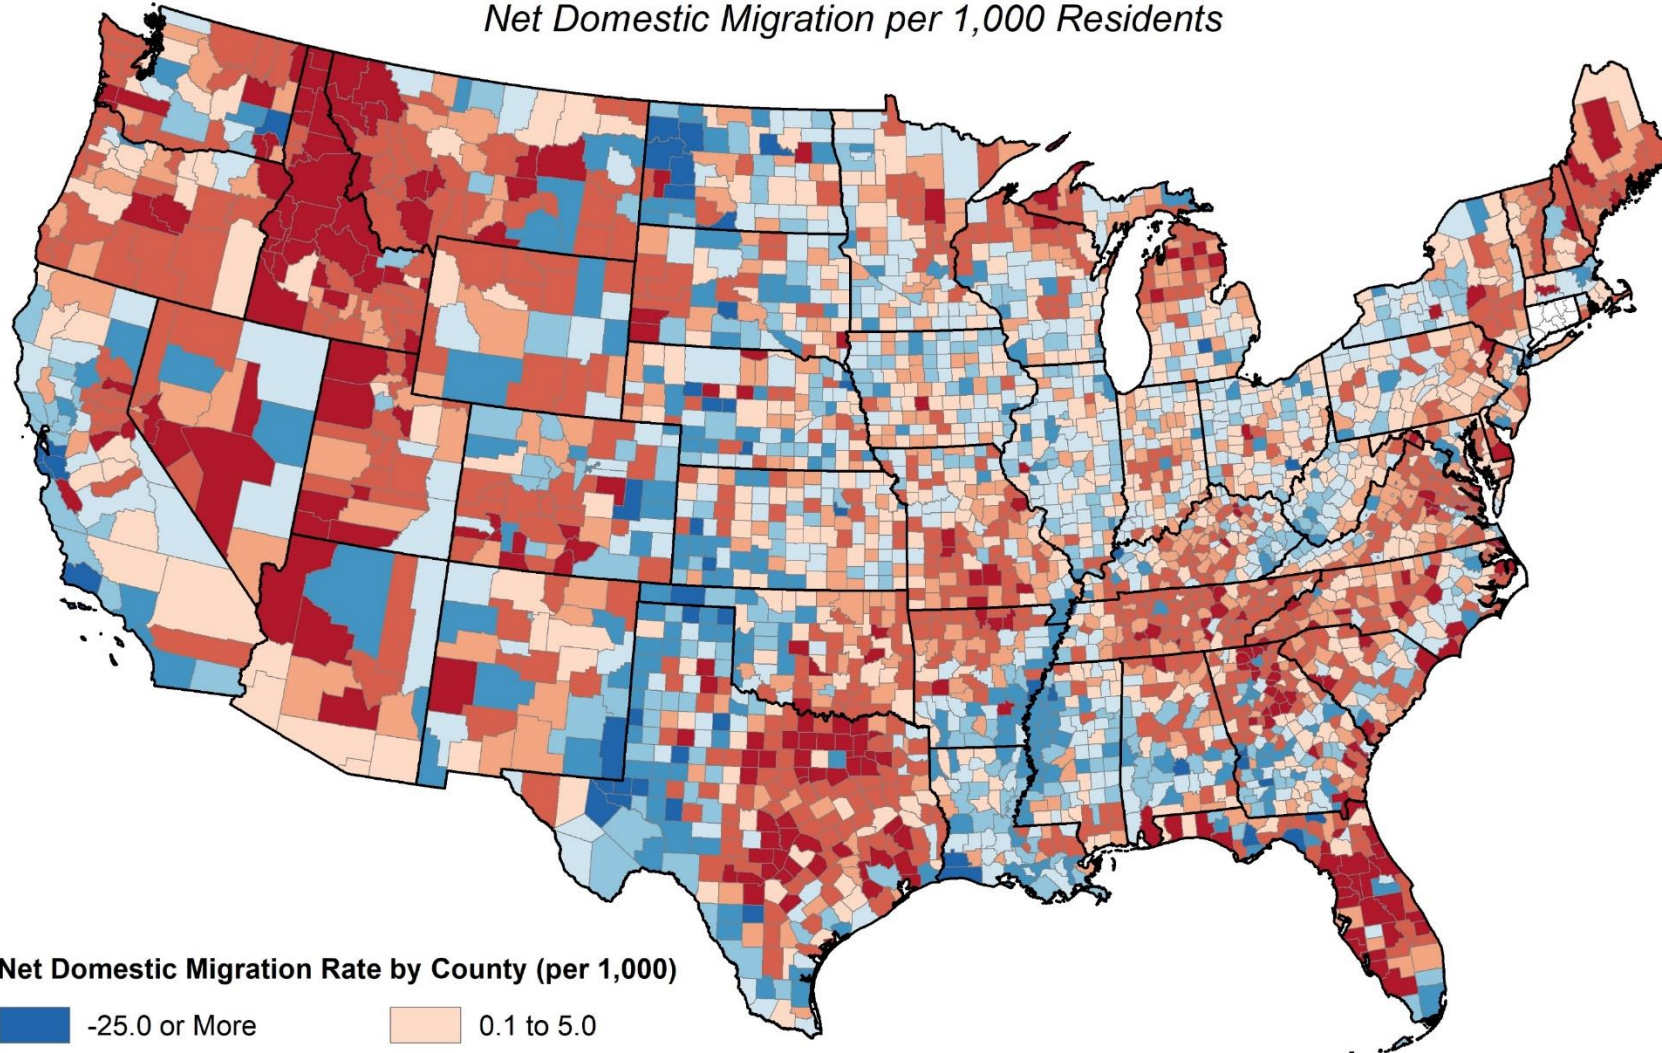 Net Domestic Migration per 1,000 Residents
Net Domestic Migration Rate by County (per 1,000)
-25.0 or More
0.1 to 5.0